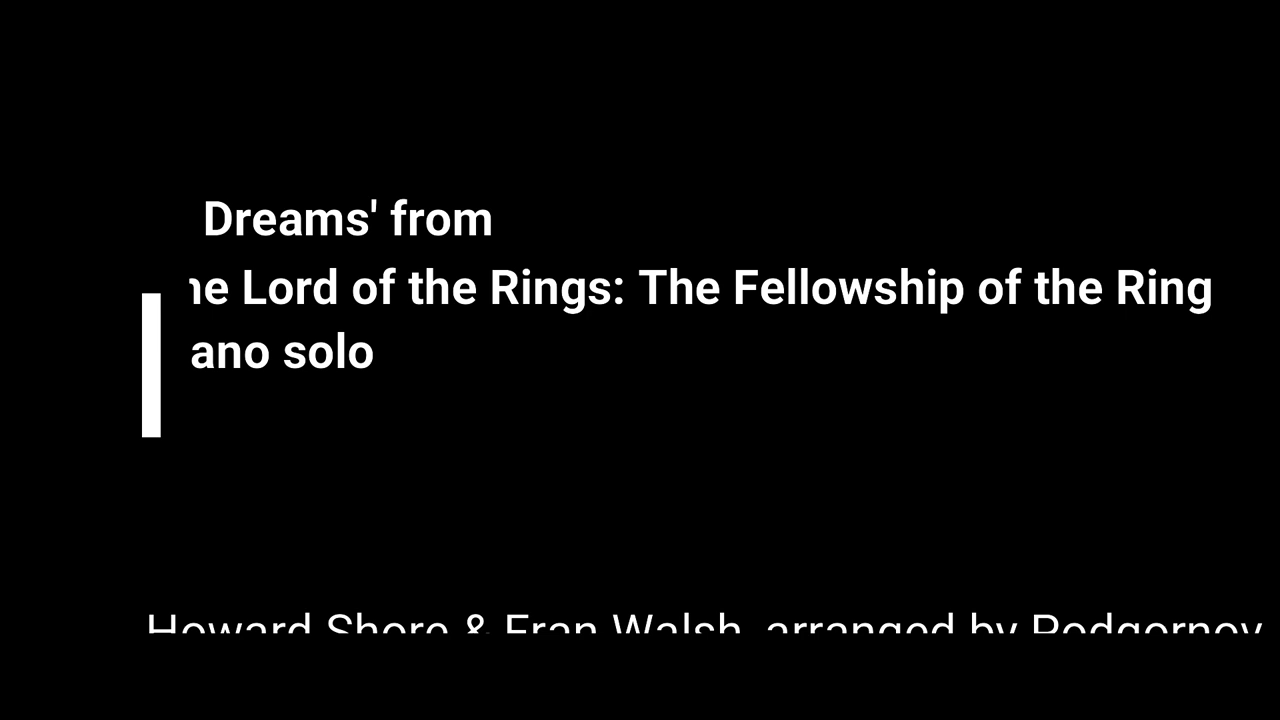 Dreams' from
he Lord of the Rings: The Fellowship of the Ring
ano solo
Howard Shore & Fran Walsh, arranged by Podgornov